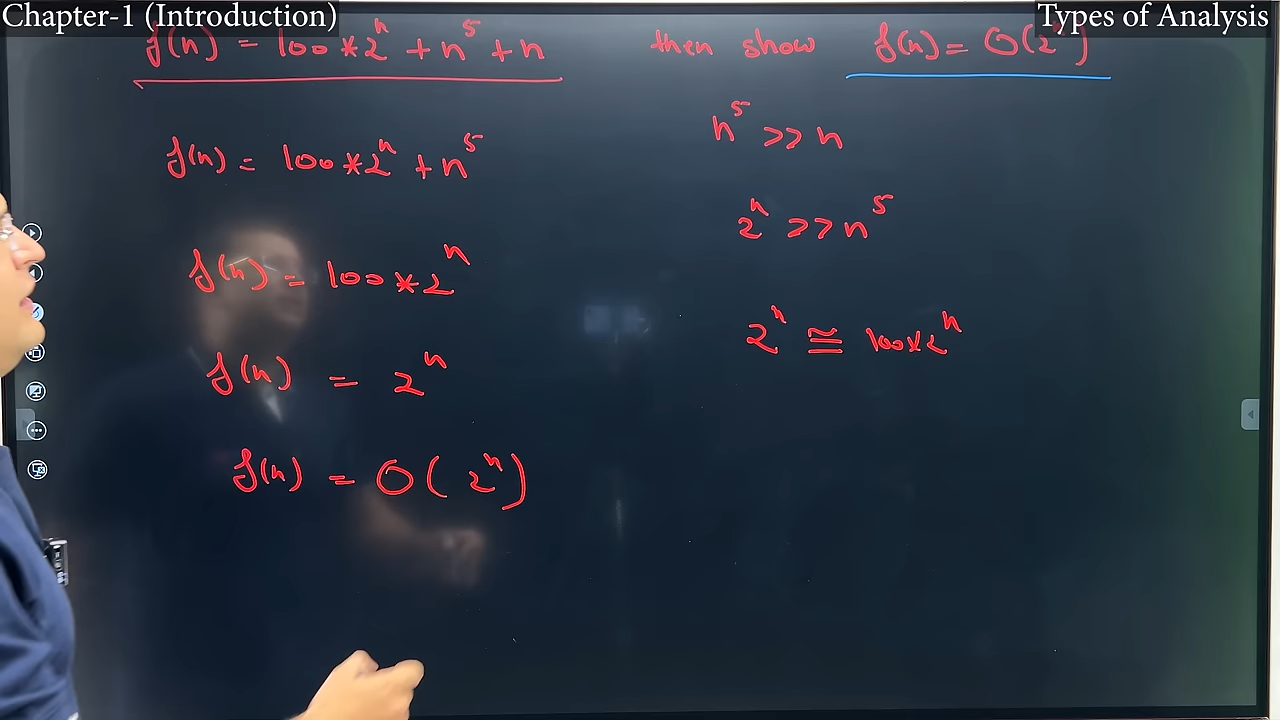 Chapter-1 (Introduction)
Types of Analysis
f(n) = 100*2^n + n^5 + n then show f(n) = O(2^n)
f(n) = 100*2^n + n^5
n^5 >> n
2^n >> n^5
f(n) = 100*2^n
2^n ≅ 100*2^n
f(n) = 2^n
f(n) = O(2^n)